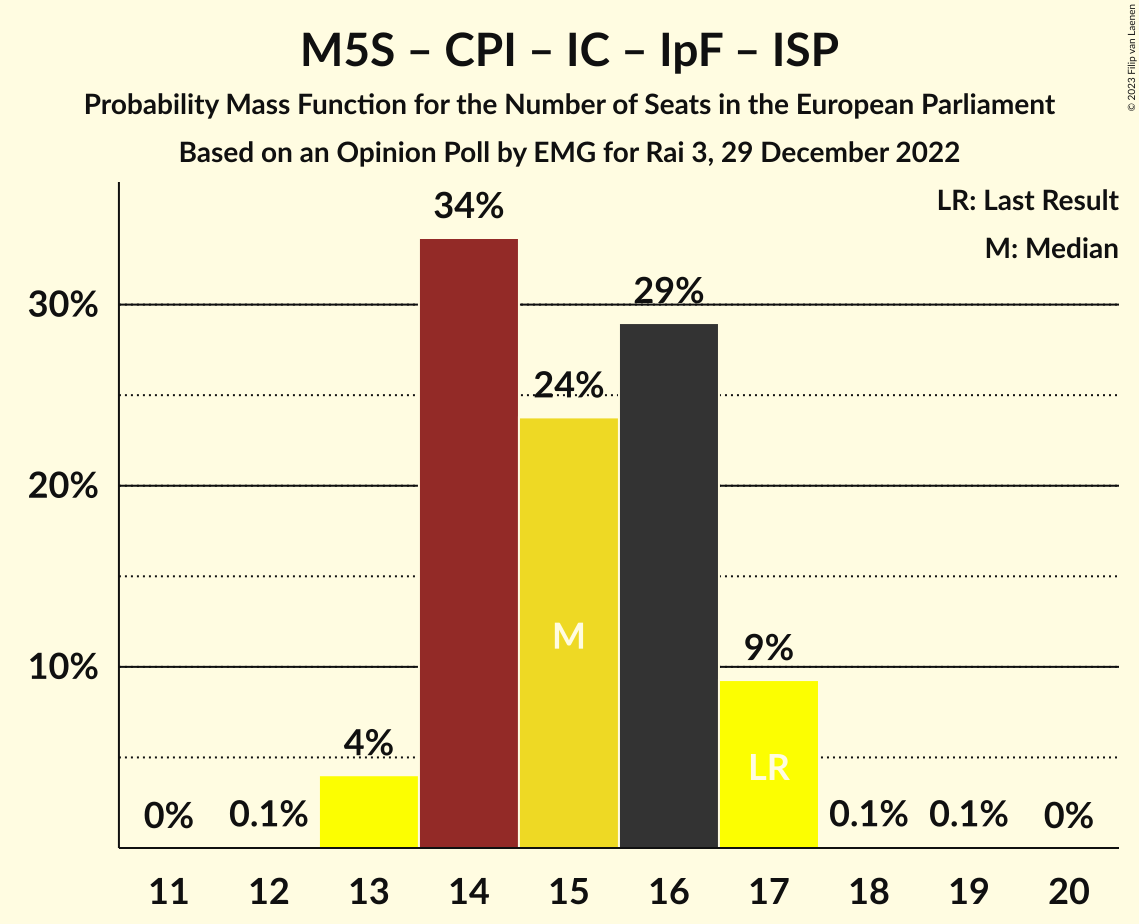 M5S – CPI – IC – IpF – ISP
Probability Mass Function for the Number of Seats in the European Parliament
Based on an Opinion Poll by EMG for Rai 3, 29 December 2022
© 2023 Filip van Laenen
LR: Last Result
M: Median
34%
29%
30%
24%
20%
M
10%
9%
4%
LR
0%
0.1%
0.1%
0.1%
0%
11 12 13 14 15 16 17 18 19 20